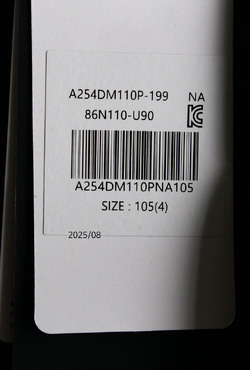 A254DM110P-199 NA
86N110-U90
A254DM110PNA105
SIZE : 105(4)
2025/08